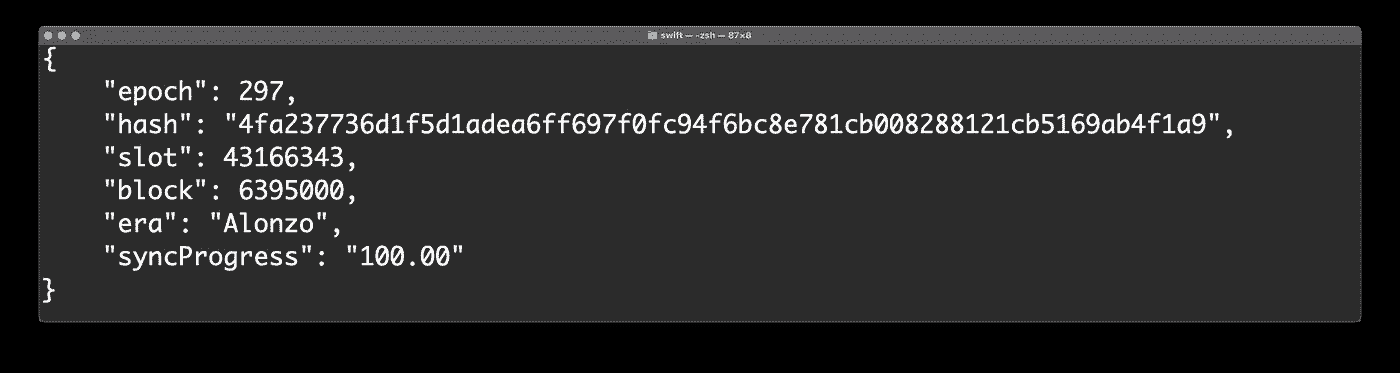 swift — -zsh — 87×8
{
"epoch": 297,
"hash": "4fa237736d1f5d1adea6ff697f0fc94f6bc8e781cb008288121cb5169ab4f1a9",
"slot": 43166343,
"block": 6395000,
"era": "Alonzo",
"syncProgress": "100.00"
}